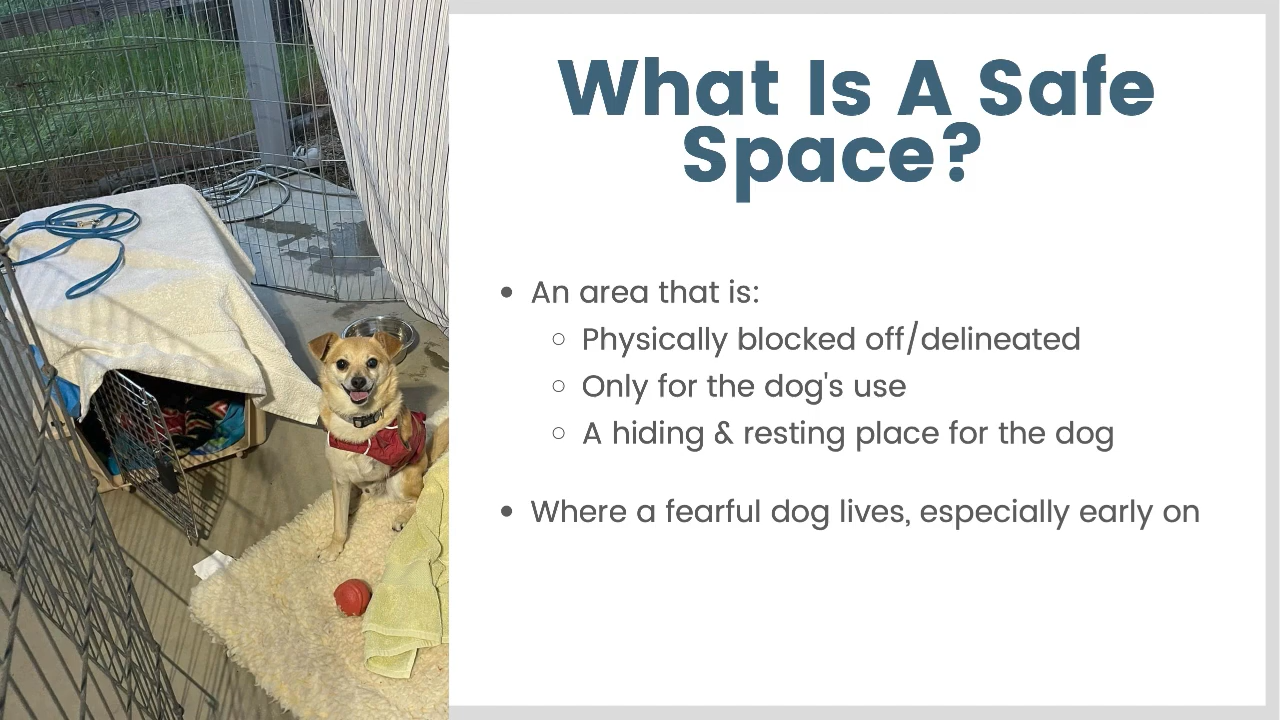 What Is A Safe
Space?
• An area that is:
○ Physically blocked off/delineated
○ Only for the dog's use
○ A hiding & resting place for the dog
• Where a fearful dog lives, especially early on